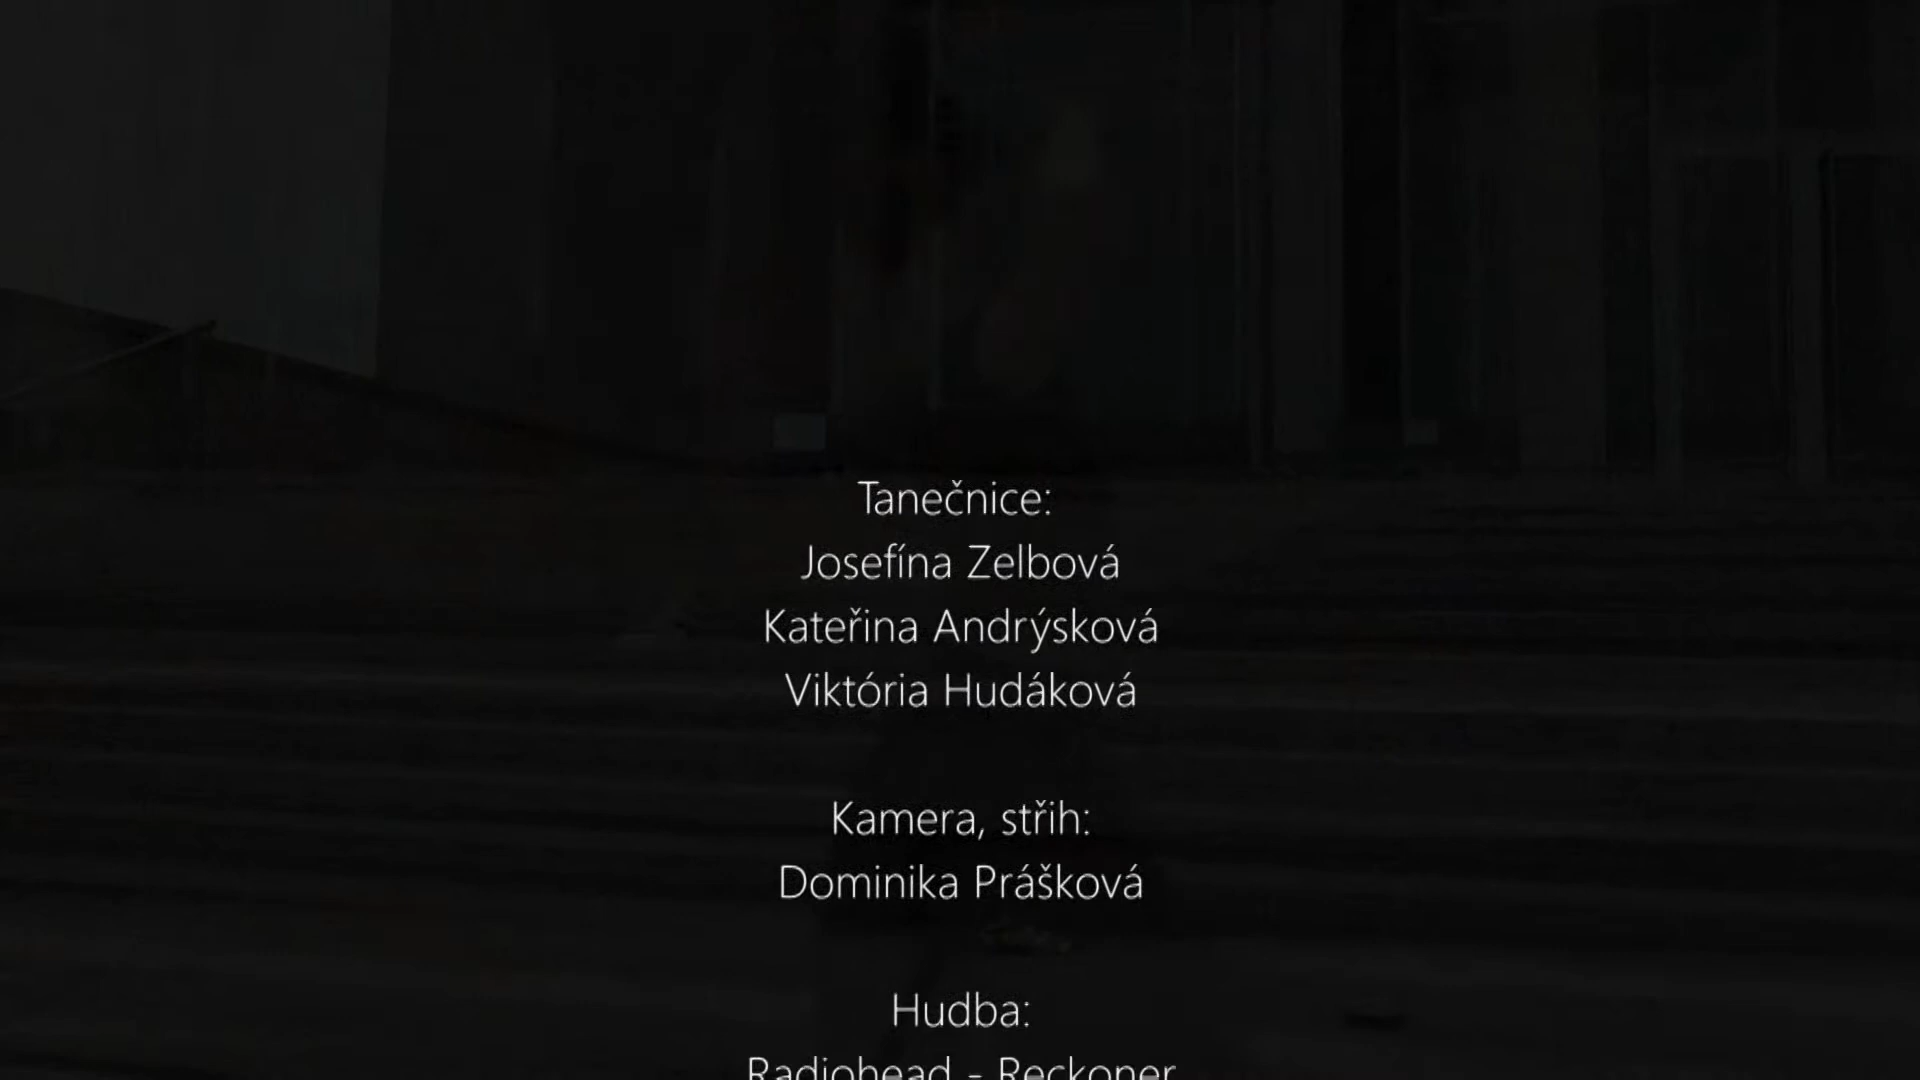 Tanečnice:
Josefína Zelbová
Kateřina Andrýsková
Viktória Hudáková
Kamera, střih:
Dominika Prášková
Hudba:
Radiohead - Reckoner